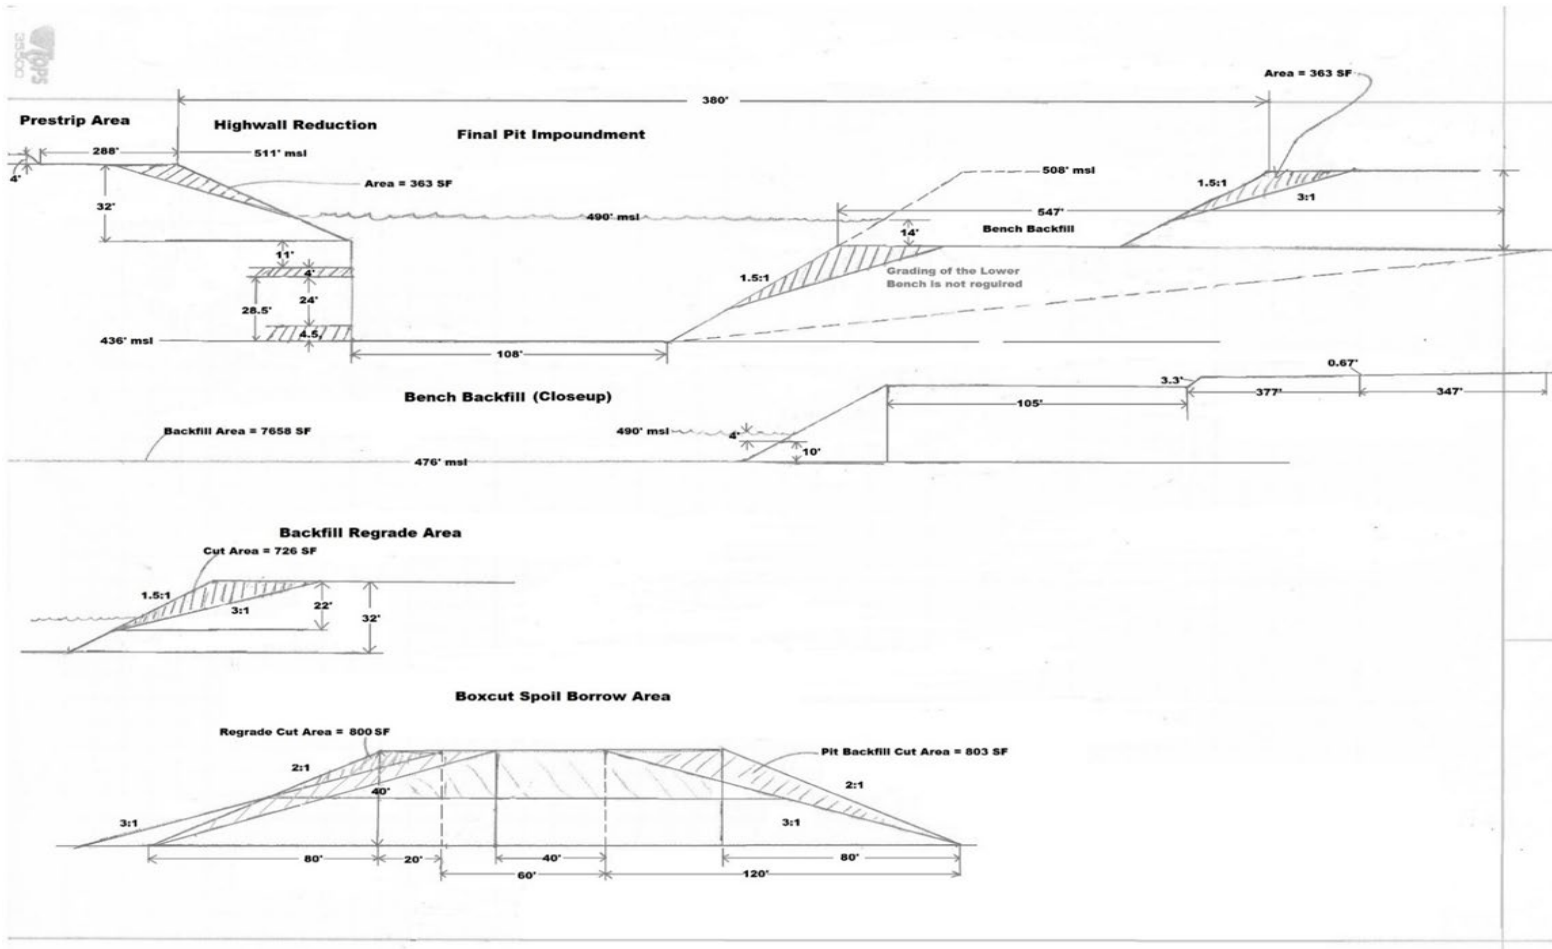 TOPS
35500
Area = 363 SF
380'
Prestrip Area
Highwall Reduction
Final Pit Impoundment
288'
511' msl
4'
Area = 363 SF
508' msl
1.5:1
3:1
32'
490' msl
547'
14'
Bench Backfill
11'
4'
1.5:1
Grading of the Lower
Bench is not reguired
24'
28.5'
4.5,
436' msl
108'
0.67'
3.3'
377'
347'
Bench Backfill (Closeup)
105'
Backfill Area = 7658 SF
490' msl
4'
10'
476' msl
Backfill Regrade Area
Cut Area = 726 SF
1.5:1
3:1
22'
32'
Boxcut Spoil Borrow Area
Regrade Cut Area = 800 SF
Pit Backfill Cut Area = 803 SF
2:1
2:1
40'
3:1
3:1
80'
20'
40'
80'
60'
120'